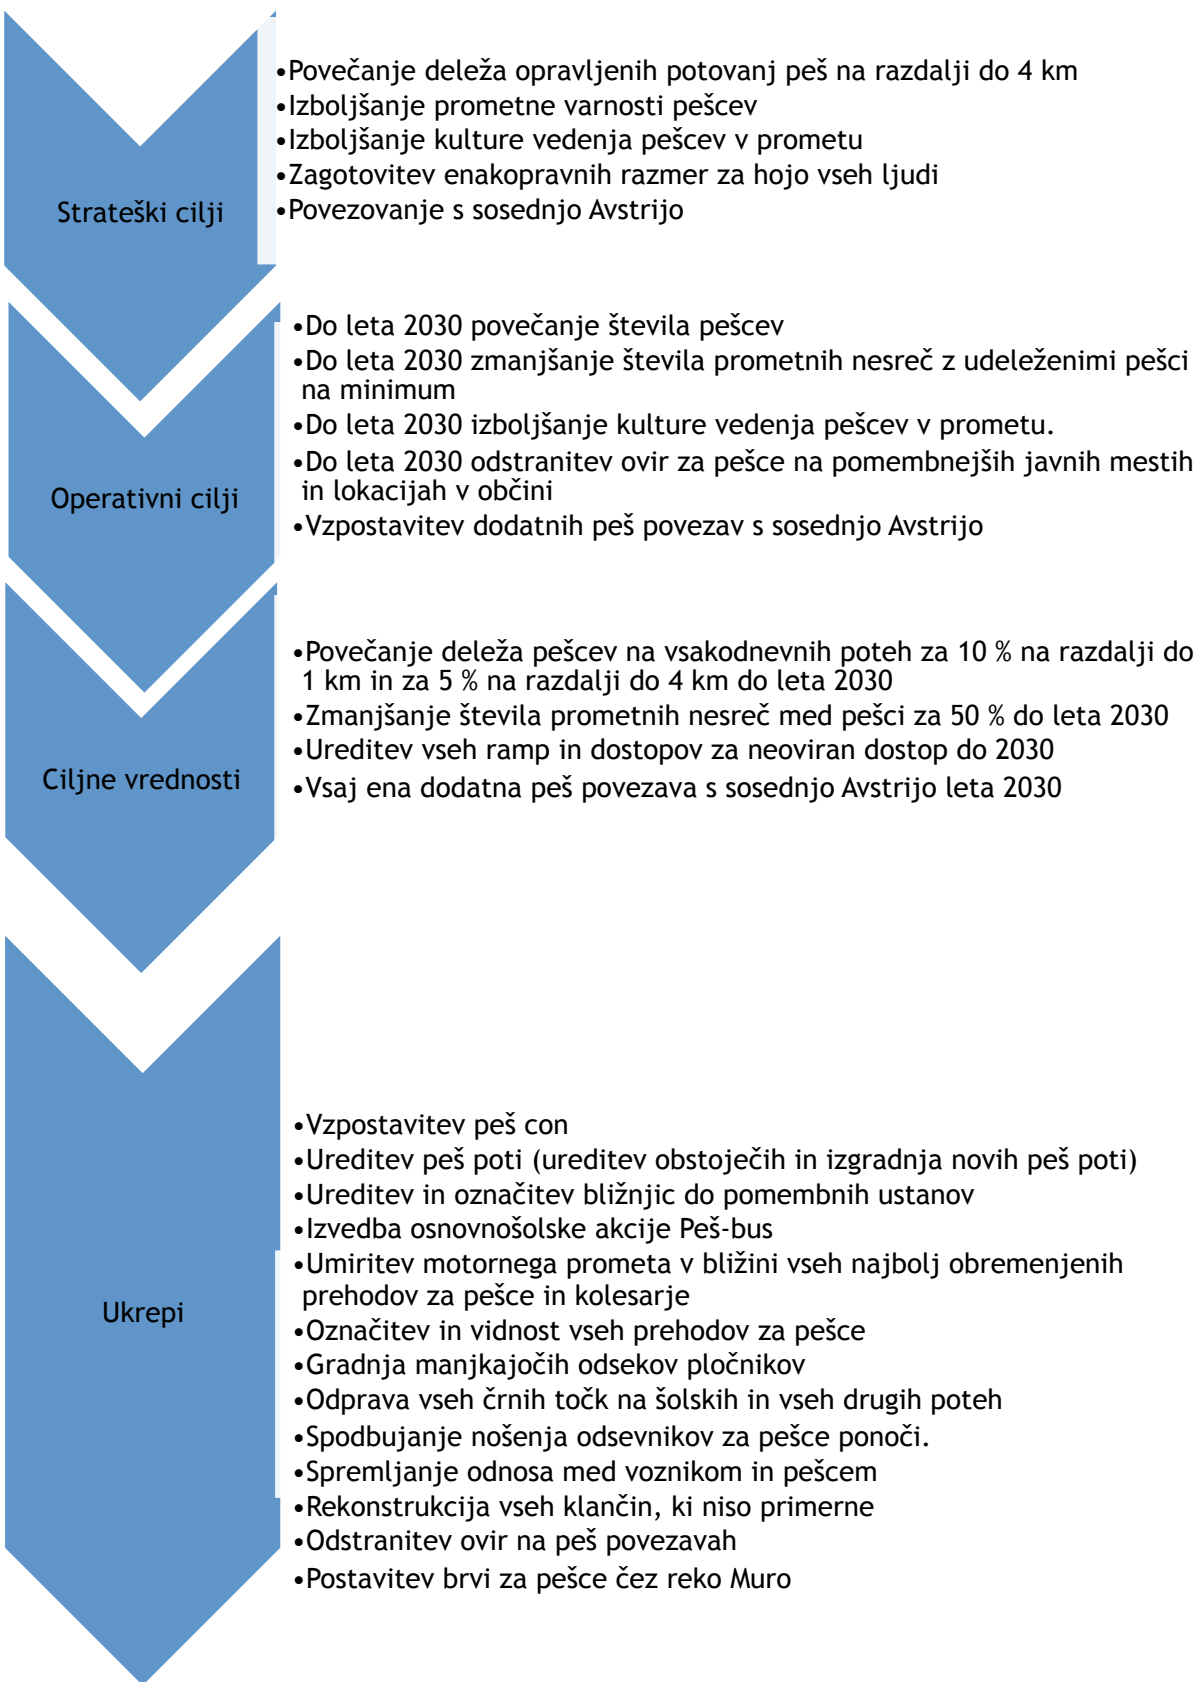 Strateški cilji
•Povečanje deleža opravljenih potovanj peš na razdalji do 4 km
•Izboljšanje prometne varnosti pešcev
•Izboljšanje kulture vedenja pešcev v prometu
•Zagotovitev enakopravnih razmer za hojo vseh ljudi
•Povezovanje s sosednjo Avstrijo
Operativni cilji
•Do leta 2030 povečanje števila pešcev
•Do leta 2030 zmanjšanje števila prometnih nesreč z udeleženimi pešci
na minimum
•Do leta 2030 izboljšanje kulture vedenja pešcev v prometu.
•Do leta 2030 odstranitev ovir za pešce na pomembnejših javnih mestih
in lokacijah v občini
•Vzpostavitev dodatnih peš povezav s sosednjo Avstrijo
Ciljne vrednosti
•Povečanje deleža pešcev na vsakodnevnih poteh za 10 % na razdalji do
1 km in za 5 % na razdalji do 4 km do leta 2030
•Zmanjšanje števila prometnih nesreč med pešci za 50 % do leta 2030
•Ureditev vseh ramp in dostopov za neoviran dostop do 2030
•Vsaj ena dodatna peš povezava s sosednjo Avstrijo leta 2030
Ukrepi
•Vzpostavitev peš con
•Ureditev peš poti (ureditev obstoječih in izgradnja novih peš poti)
•Ureditev in označitev bližnjic do pomembnih ustanov
•Izvedba osnovnošolske akcije Peš-bus
•Umiritev motornega prometa v bližini vseh najbolj obremenjenih
prehodov za pešce in kolesarje
•Označitev in vidnost vseh prehodov za pešce
•Gradnja manjkajočih odsekov pločnikov
•Odprava vseh črnih točk na šolskih in vseh drugih poteh
•Spodbujanje nošenja odsevnikov za pešce ponoči.
•Spremljanje odnosa med voznikom in pešcem
•Rekonstrukcija vseh klančin, ki niso primerne
•Odstranitev ovir na peš povezavah
•Postavitev brvi za pešce čez reko Muro